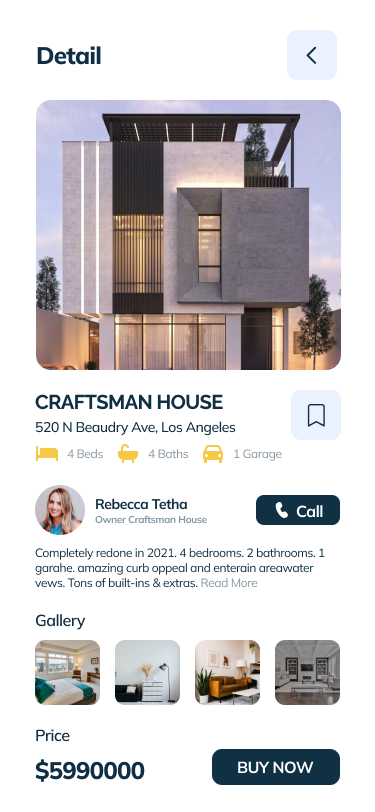 Detail
CRAFTSMAN HOUSE
520 N Beaudry Ave, Los Angeles
4 Beds 4 Baths 1 Garage
Rebecca Tetha
Owner Craftsman House
Call
Completely redone in 2021. 4 bedrooms. 2 bathrooms. 1
garahe. amazing curb oppeal and enterain areawater
vews. Tons of built-ins & extras. Read More
Gallery
Price
$5990000
BUY NOW